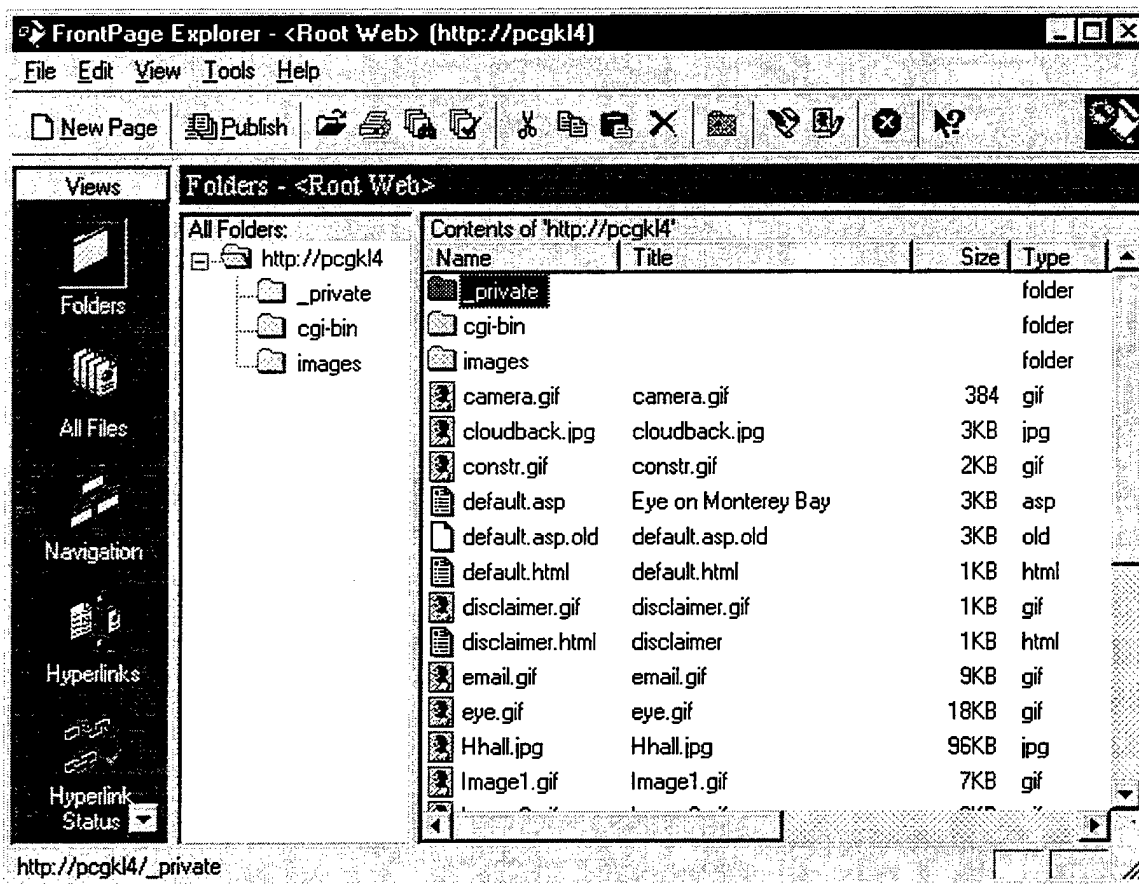 FrontPage Explorer - <Root Web> (http://pcgkl4)
File Edit View Tools Help
New Page Publish
Views
Folders - <Root Web>
Folders
All Files
Navigation
Hyperlinks
Hyperlink
Status
All Folders:
http://pcgkl4
_private
cgi-bin
images
Contents of 'http://pcgkl4'
Name Title Size Type
_private folder
cgi-bin folder
images folder
camera.gif camera.gif 384 gif
cloudback.jpg cloudback.jpg 3KB jpg
constr.gif constr.gif 2KB gif
default.asp Eye on Monterey Bay 3KB asp
default.asp.old default.asp.old 3KB old
default.html default.html 1KB html
disclaimer.gif disclaimer.gif 1KB gif
disclaimer.html disclaimer 1KB html
email.gif email.gif 9KB gif
eye.gif eye.gif 18KB gif
Hhall.jpg Hhall.jpg 96KB jpg
Image1.gif Image1.gif 7KB gif
http://pcgkl4/_private